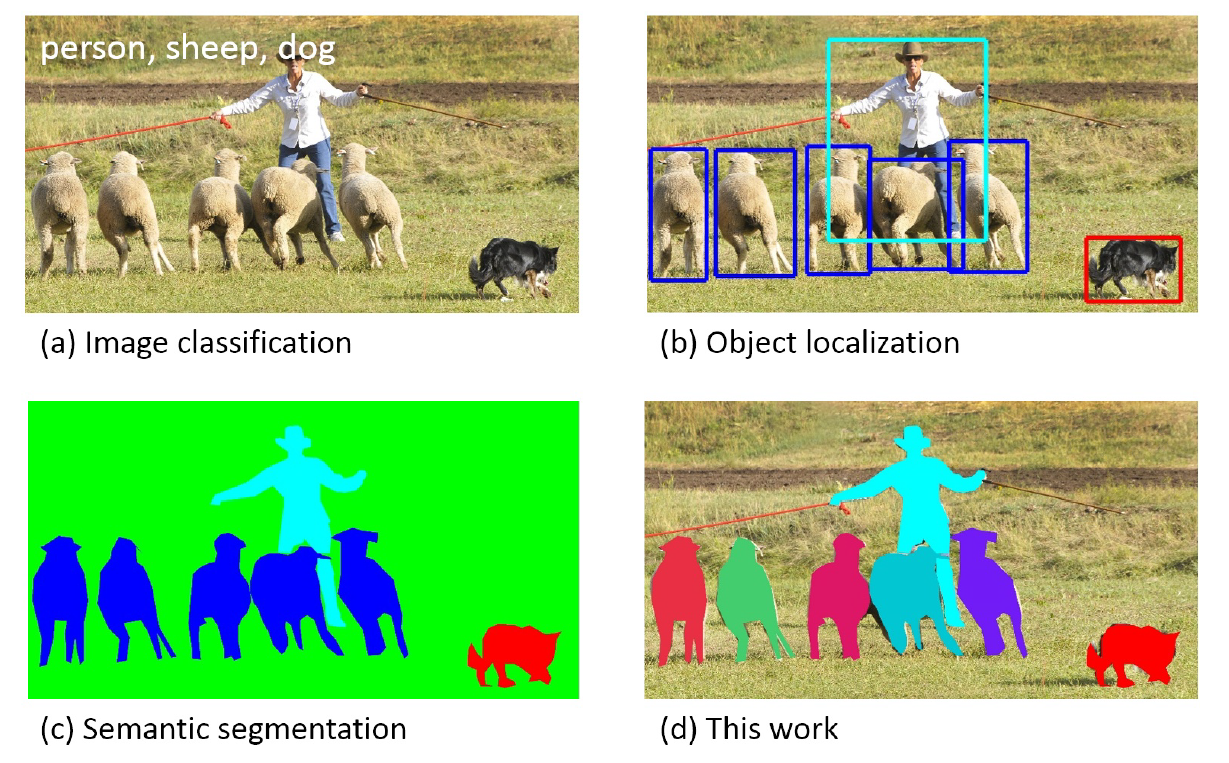 person, sheep, dog
(a) Image classification
(b) Object localization
(c) Semantic segmentation
(d) This work